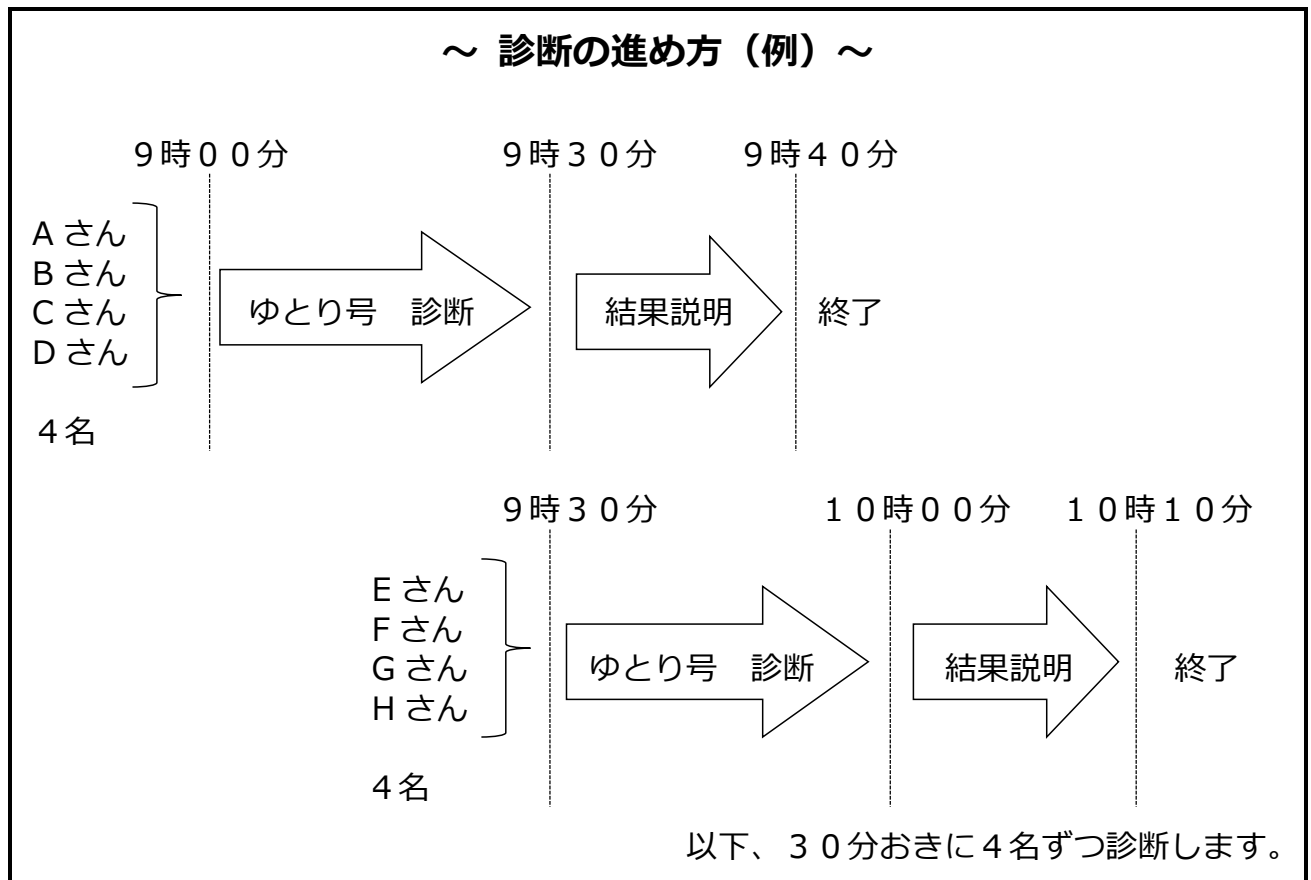 ～ 診断の進め方（例）～
９時００分 ９時３０分 ９時４０分
A さん
B さん
C さん
D さん
４名
ゆとり号　診断
結果説明
終了
９時３０分 １０時００分 １０時１０分
E さん
F さん
G さん
H さん
４名
ゆとり号　診断
結果説明
終了
以下、３０分おきに４名ずつ診断します。